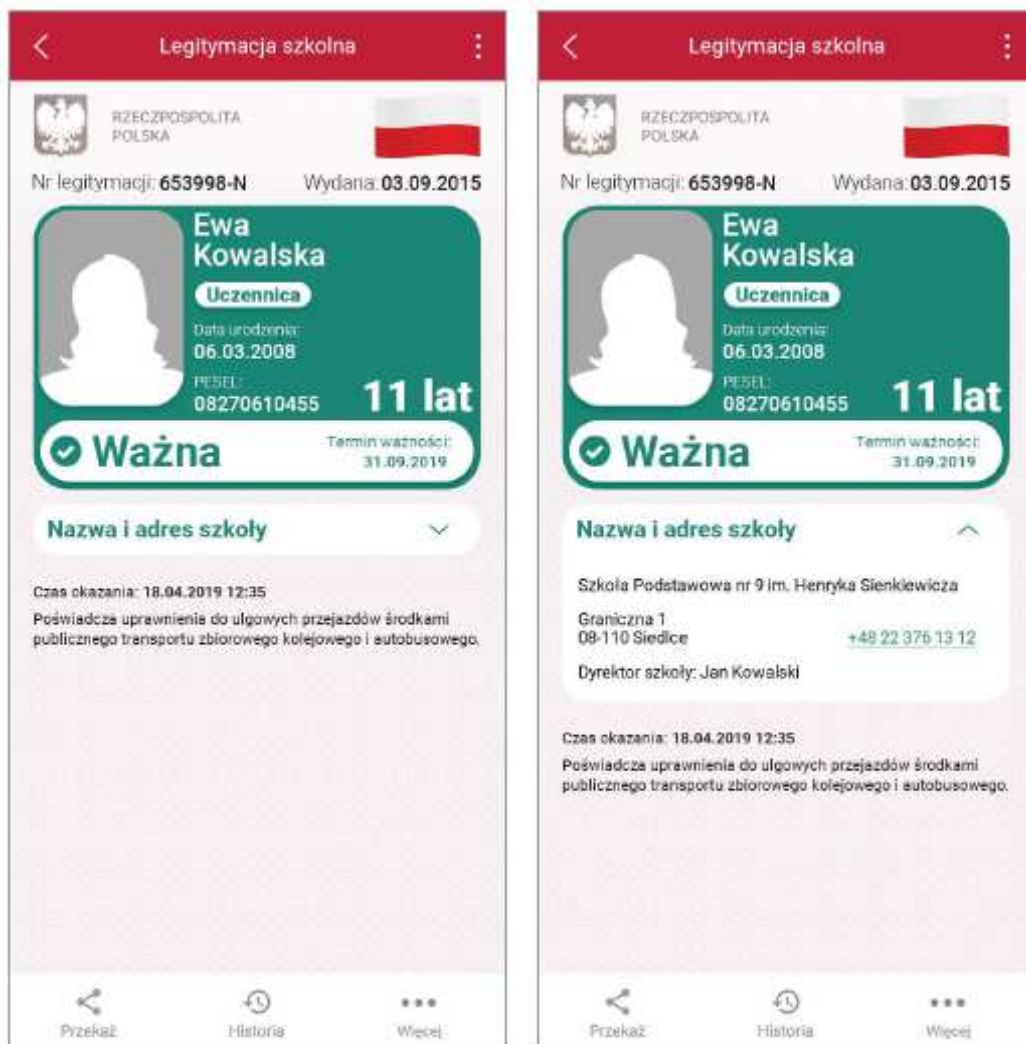 Legitymacja szkolna
RZECZPOSPOLITA
POLSKA
Nr legitymacji: 653998-N Wydana: 03.09.2015
Ewa
Kowalska
Uczennica
Data urodzenia:
06.03.2008
PESEL:
08270610455
11 lat
Ważna
Termin ważności:
31.09.2019
Nazwa i adres szkoły
Czas okazania: 18.04.2019 12:35
Poświadcza uprawnienia do ulgowych przejazdów środkami
publicznego transportu zbiorowego kolejowego i autobusowego.
Przekaż Historia Więcej
Legitymacja szkolna
RZECZPOSPOLITA
POLSKA
Nr legitymacji: 653998-N Wydana: 03.09.2015
Ewa
Kowalska
Uczennica
Data urodzenia:
06.03.2008
PESEL:
08270610455
11 lat
Ważna
Termin ważności:
31.09.2019
Nazwa i adres szkoły
Szkoła Podstawowa nr 9 im. Henryka Sienkiewicza
Graniczna 1
08-110 Siedlce +48 22 376 13 12
Dyrektor szkoły: Jan Kowalski
Czas okazania: 18.04.2019 12:35
Poświadcza uprawnienia do ulgowych przejazdów środkami
publicznego transportu zbiorowego kolejowego i autobusowego.
Przekaż Historia Więcej